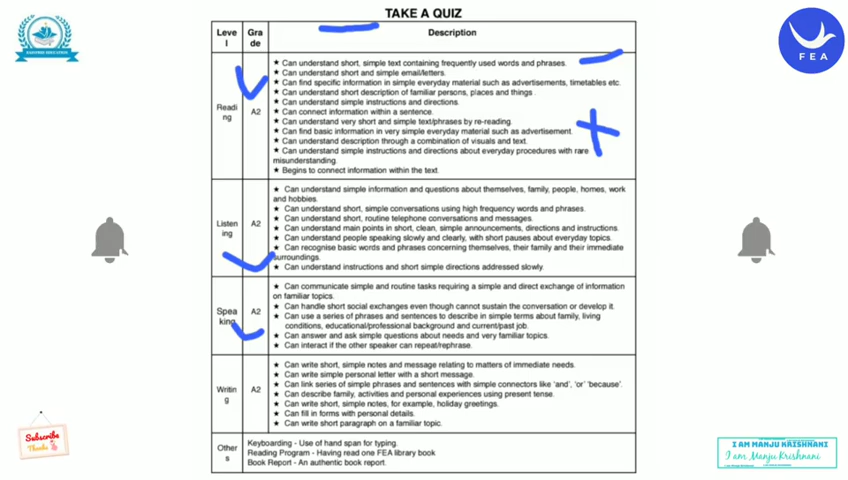 TAKE A QUIZ
Leve
l
Gra
de
Description
Readi
ng
A2
★ Can understand short, simple text containing frequently used words and phrases.
★ Can understand short and simple email/letters.
★ Can find specific information in simple everyday material such as advertisements, timetables etc.
★ Can understand short description of familiar persons, places and things .
★ Can understand simple instructions and directions.
★ Can connect information within a sentence.
★ Can understand very short and simple text/phrases by re-reading.
★ Can find basic information in very simple everyday material such as advertisement.
★ Can understand description through a combination of visuals and text.
★ Can understand simple instructions and directions about everyday procedures with rare
misunderstanding.
★ Begins to connect information within the text
Listen
ing
A2
★ Can understand simple information and questions about themselves, family, people, homes, work
and hobbies.
★ Can understand short, simple conversations using high frequency words and phrases.
★ Can understand short, routine telephone conversations and messages.
★ Can understand main points in short, clean, simple announcements, directions and instructions.
★ Can understand people speaking slowly and clearly, with short pauses about everyday topics.
★ Can recognise basic words and phrases concerning themselves, their family and their immediate
surroundings.
★ Can understand instructions and short simple directions addressed slowly.
Spea
king
A2
★ Can communicate simple and routine tasks requiring a simple and direct exchange of information
on familiar topics.
★ Can handle short social exchanges even though cannot sustain the conversation or develop it.
★ Can use a series of phrases and sentences to describe in simple terms about family, living
conditions, educational/professional background and current/past job.
★ Can answer and ask simple questions about needs and very familiar topics.
★ Can interact if the other speaker can repeat/rephrase.
Writin
g
A2
★ Can write short, simple notes and message relating to matters of immediate needs.
★ Can write simple personal letter with a short message.
★ Can link series of simple phrases and sentences with simple connectors like 'and', 'or' 'because'.
★ Can describe family, activities and personal experiences using present tense.
★ Can write short, simple notes, for example, holiday greetings.
★ Can fill in forms with personal details.
★ Can write short paragraph on a familiar topic.
Other
s
Keyboarding - Use of hand span for typing.
Reading Program - Having read one FEA library book
Book Report - An authentic book report.
FEA
Subscribe
Thanks
I AM MANJU KRISHNANI
I am Manju Krishnani